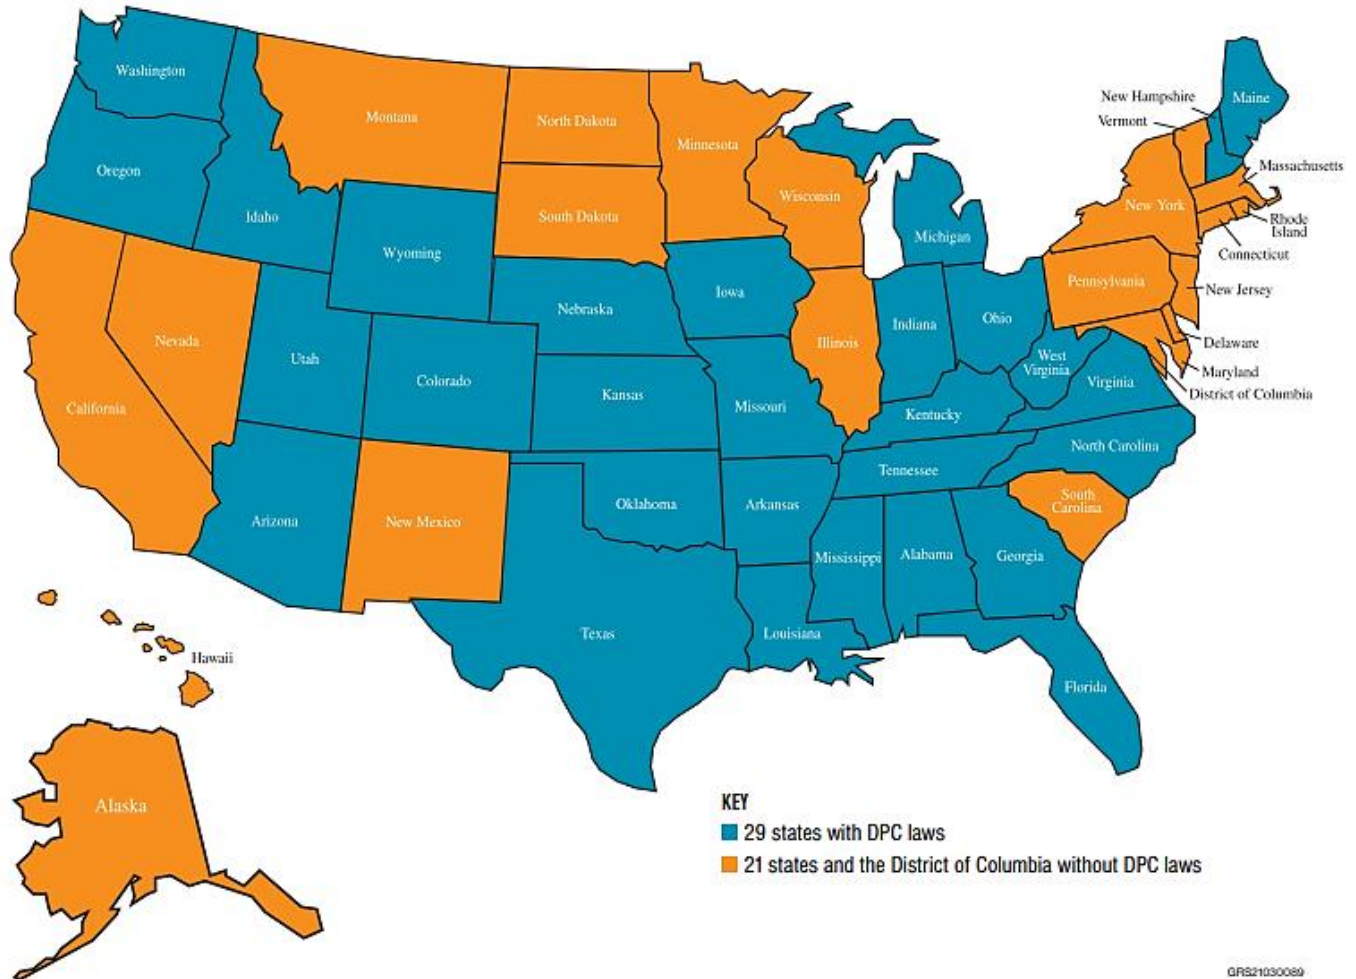 Washington
Oregon
Idaho
Montana
Wyoming
North Dakota
South Dakota
Minnesota
Wisconsin
Michigan
New Hampshire
Vermont
Maine
Massachusetts
New York
Rhode
Island
Connecticut
Pennsylvania
New Jersey
Delaware
Maryland
District of Columbia
California
Nevada
Utah
Colorado
Nebraska
Kansas
Iowa
Missouri
Illinois
Indiana
Ohio
West
Virginia
Virginia
Kentucky
North Carolina
Tennessee
South
Carolina
Arizona
New Mexico
Oklahoma
Arkansas
Mississippi
Alabama
Georgia
Texas
Louisiana
Florida
Hawaii
Alaska
KEY
29 states with DPC laws
21 states and the District of Columbia without DPC laws
GRS21030089